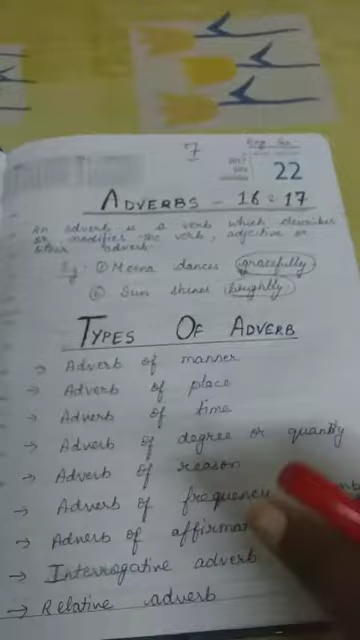 7
22
ADVERBS - 16 : 17
An adverb is a verb which describes
or modifies the verb, adjective or
other adverb.
Eg ① Meena dances gracefully
② Sun shines brightly
TYPES OF ADVERB
→ Adverb of manner
→ Adverb of place
→ Adverb of time
→ Adverb of degree or quantity
→ Adverb of reason
→ Adverb of frequency
→ Adverb of affirmat
→ Interrogative adverb
→ Relative adverb